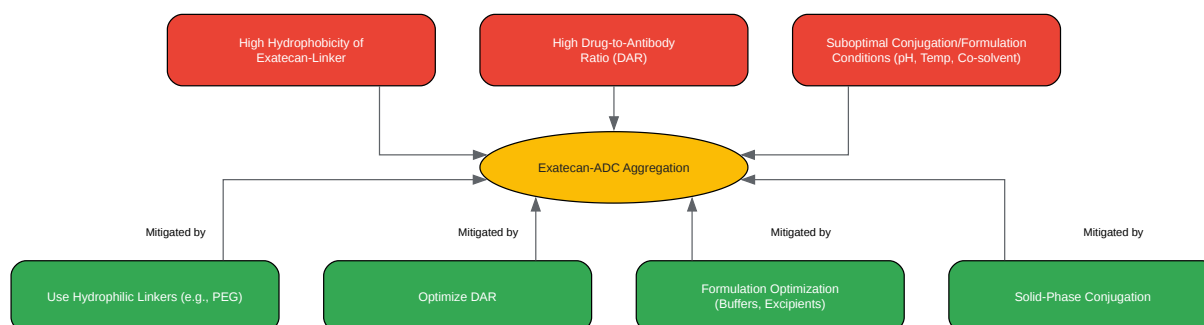 High Hydrophobicity of
Exatecan-Linker
High Drug-to-Antibody
Ratio (DAR)
Suboptimal Conjugation/Formulation
Conditions (pH, Temp, Co-solvent)
Exatecan-ADC Aggregation
Mitigated by
Mitigated by
Mitigated by
Mitigated by
Use Hydrophilic Linkers (e.g., PEG)
Optimize DAR
Formulation Optimization
(Buffers, Excipients)
Solid-Phase Conjugation